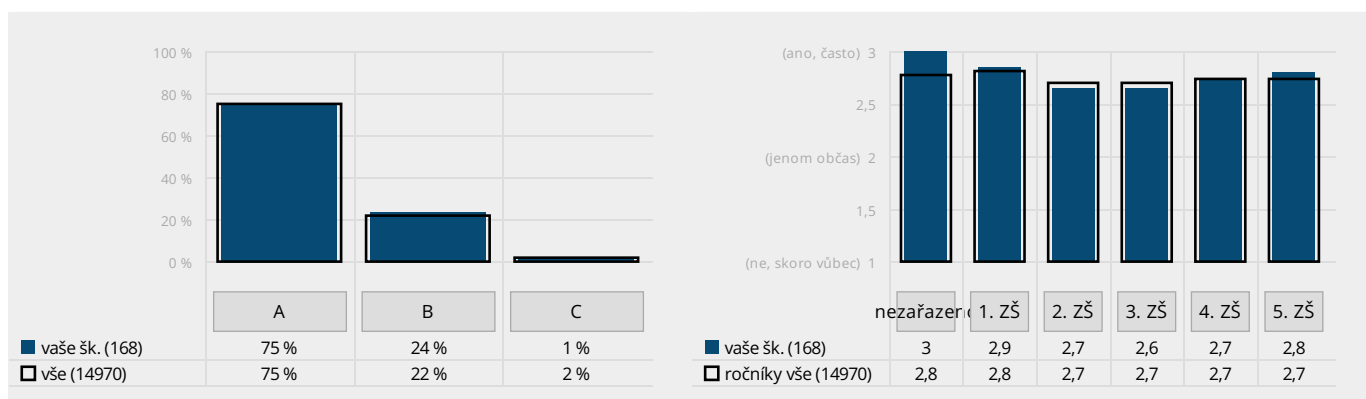 100 %
80 %
60 %
40 %
20 %
0 %
A B C
vaše šk. (168) 75 % 24 % 1 %
vše (14970) 75 % 22 % 2 %
(ano, často) 3
2,5
(jenom občas) 2
1,5
(ne, skoro vůbec) 1
nezařazeno 1. ZŠ 2. ZŠ 3. ZŠ 4. ZŠ 5. ZŠ
vaše šk. (168) 3 2,9 2,7 2,6 2,7 2,8
ročníky vše (14970) 2,8 2,8 2,7 2,7 2,7 2,7